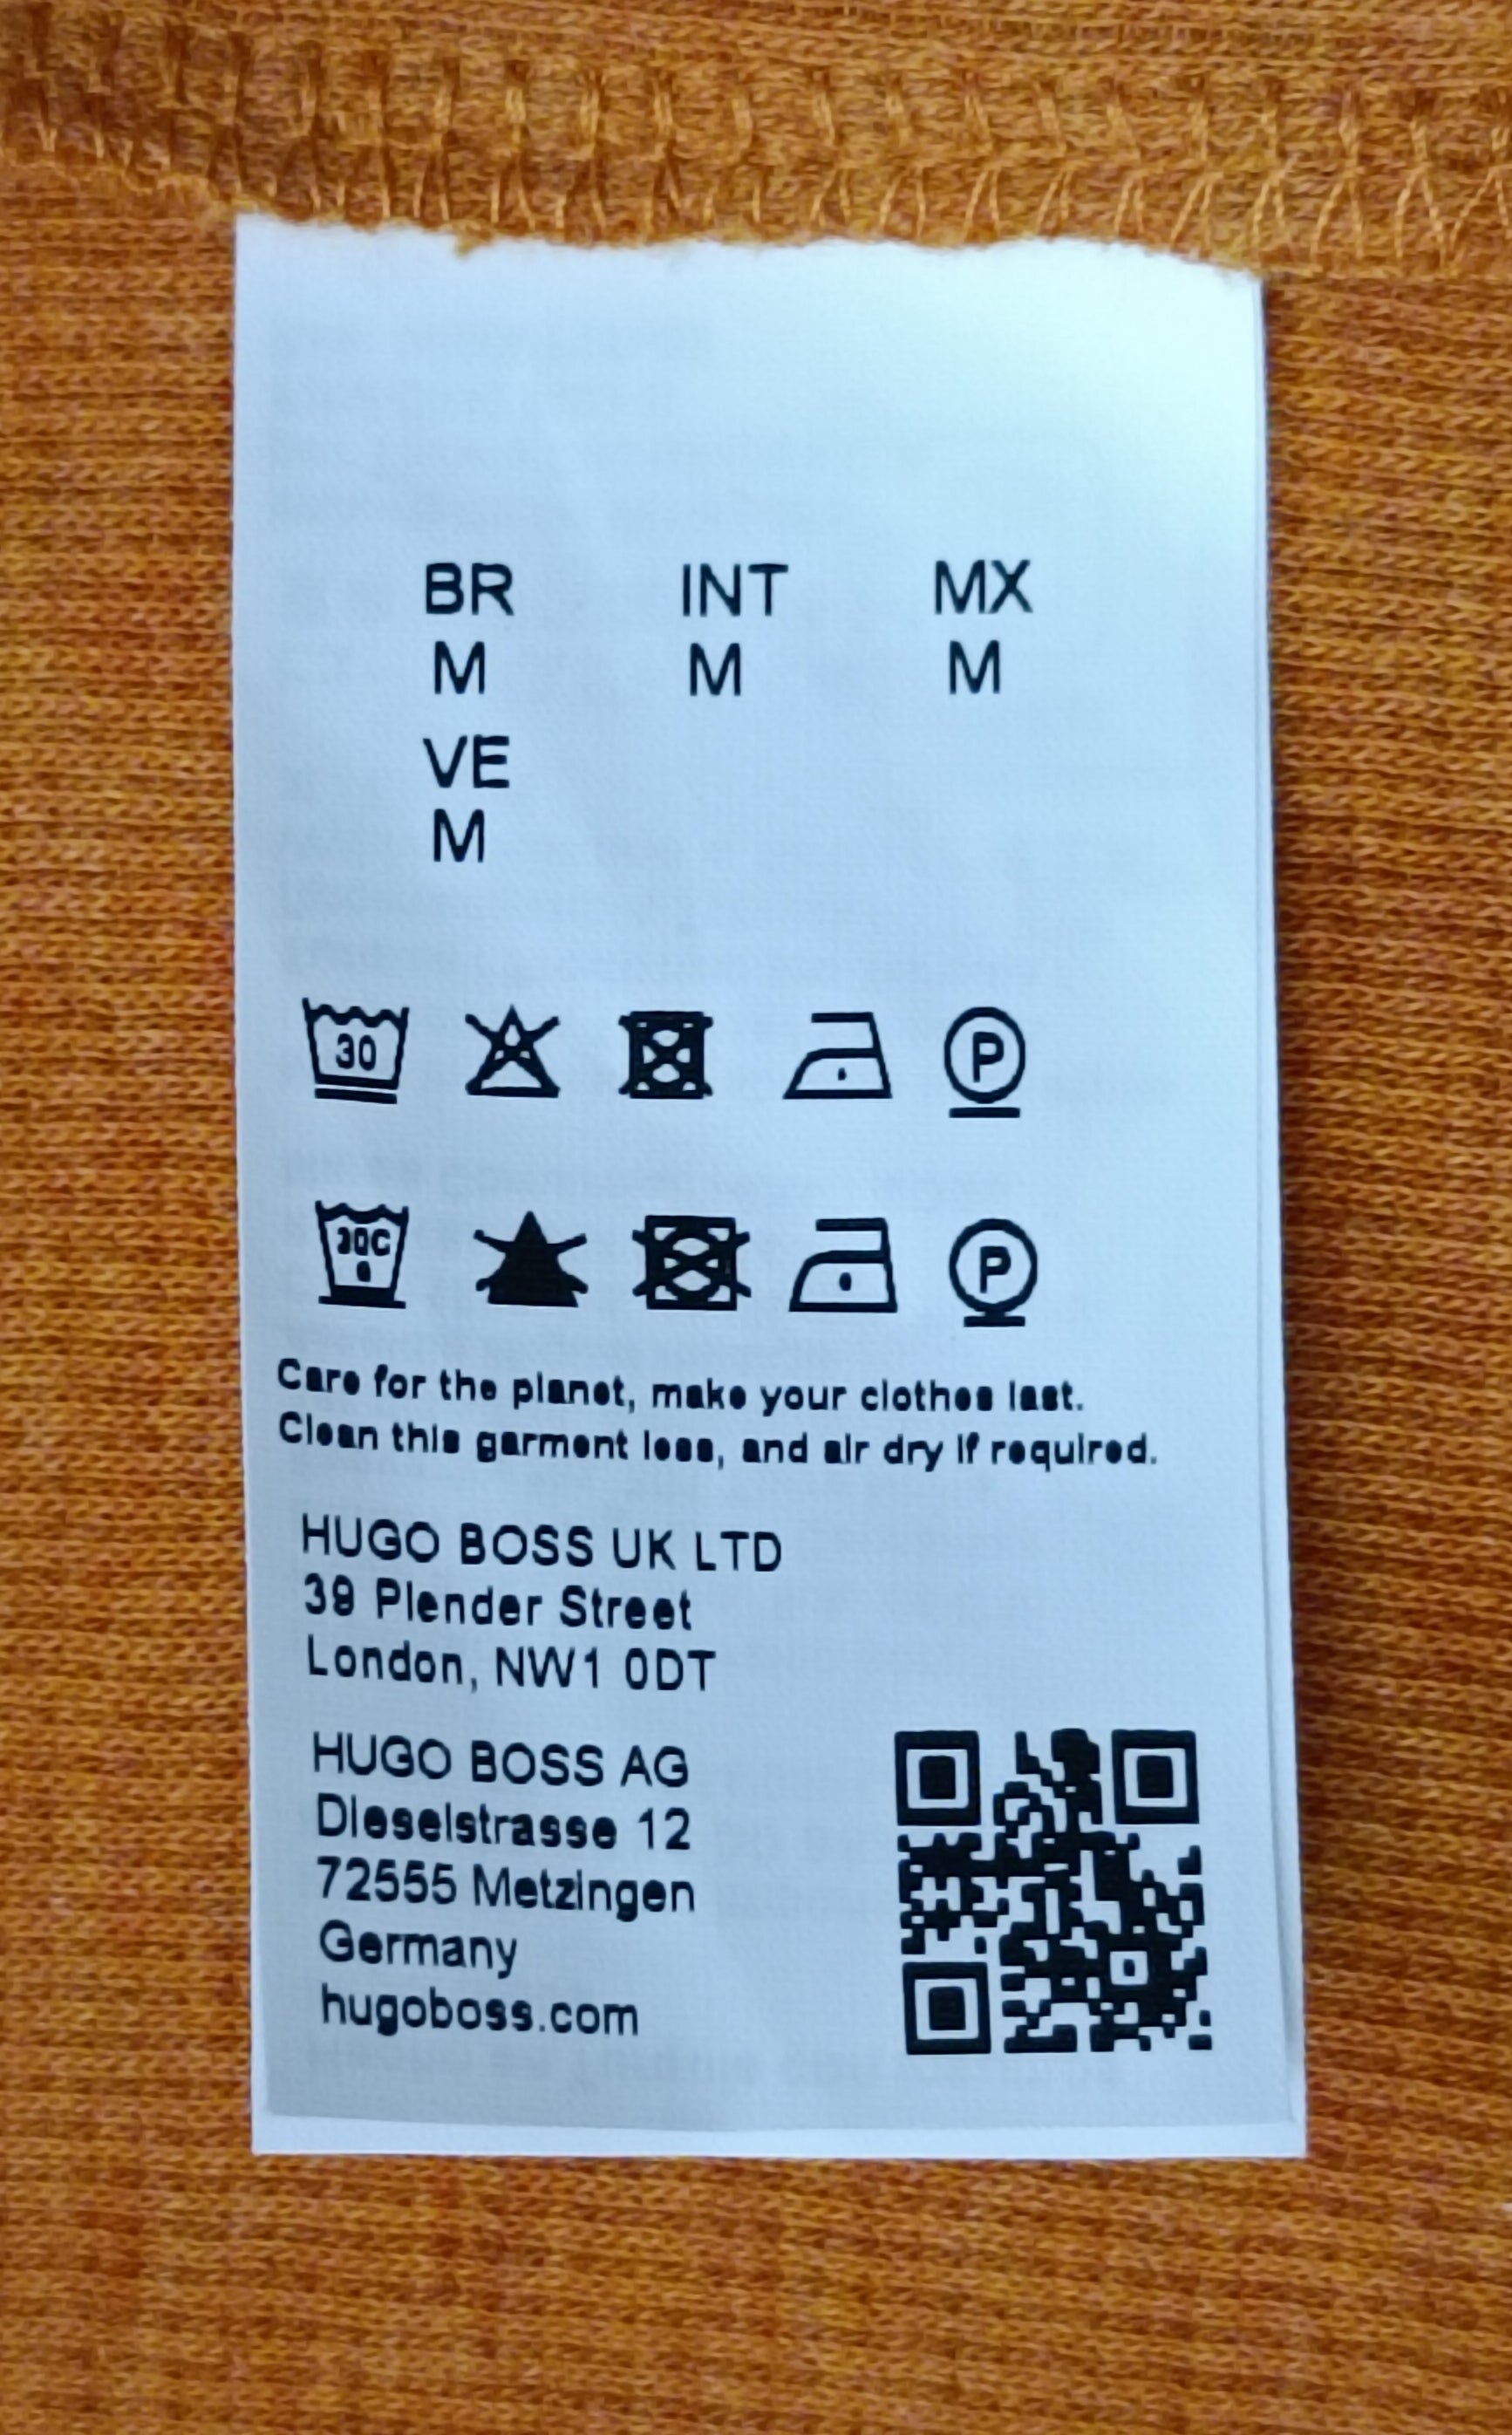 BR INT MX
M M M
VE
M
30 P
30C P
Care for the planet, make your clothes last.
Clean this garment less, and air dry if required.
HUGO BOSS UK LTD
39 Plender Street
London, NW1 0DT
HUGO BOSS AG
Dieselstrasse 12
72555 Metzingen
Germany
hugoboss.com